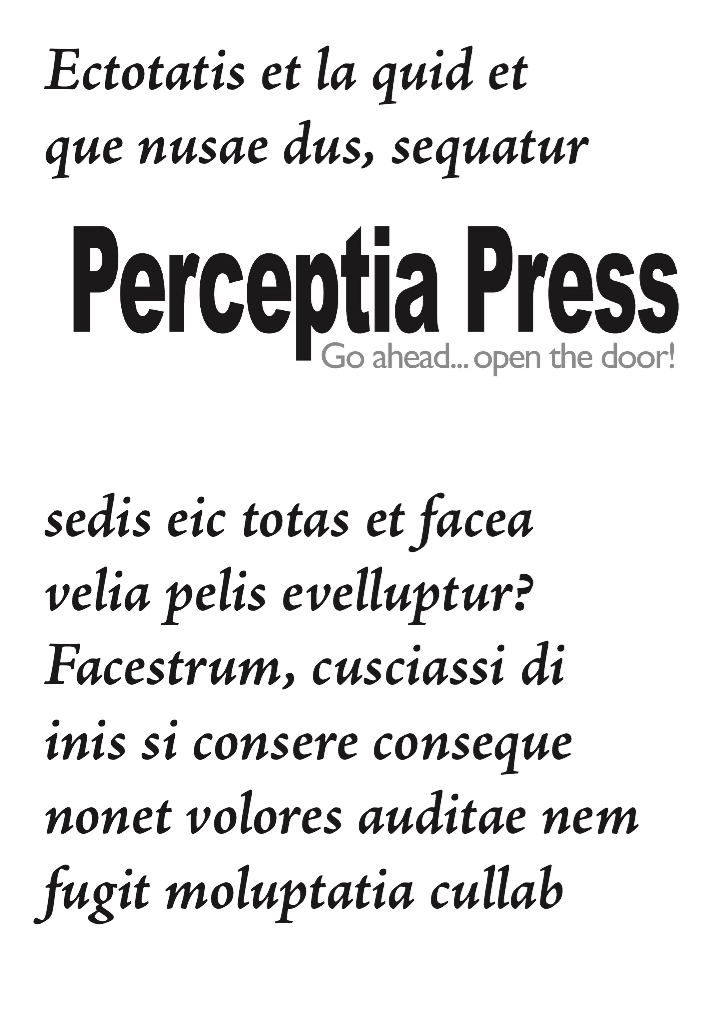 Ectotatis et la quid et
que nusae dus, sequatur
Perceptia Press
Go ahead... open the door!
sedis eic totas et facea
velia pelis evelluptur?
Facestrum, cusciassi di
inis si consere conseque
nonet volores auditae nem
fugit moluptatia cullab